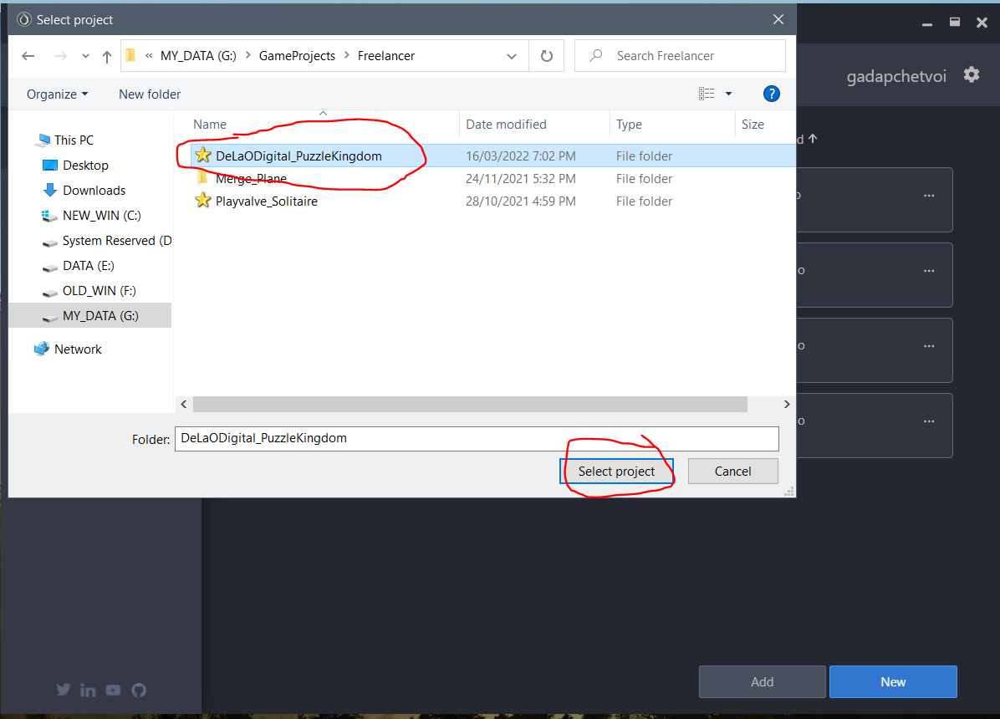 Select project
« MY_DATA (G:) > GameProjects > Freelancer
Search Freelancer
gadapchetvoi
Organize
New folder
?
Name
Date modified
Type
Size
This PC
Desktop
Downloads
NEW_WIN (C:)
System Reserved (D
DATA (E:)
OLD_WIN (F:)
MY_DATA (G:)
Network
DeLaODigital_PuzzleKingdom 16/03/2022 7:02 PM File folder
Merge_Plane 24/11/2021 5:32 PM File folder
Playvalve_Solitaire 28/10/2021 4:59 PM File folder
d
o
...
o
...
o
...
o
...
Folder: DeLaODigital_PuzzleKingdom
Select project
Cancel
Add
New